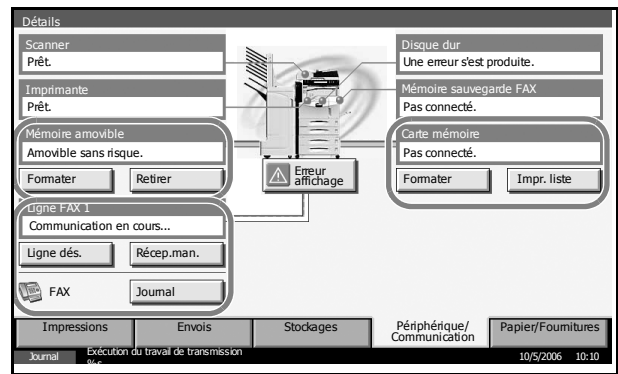 Détails
Scanner
Prêt.
Imprimante
Prêt.
Mémoire amovible
Amovible sans risque.
Formater
Retirer
Ligne FAX 1
Communication en cours...
Ligne dés.
Récep.man.
FAX
Journal
Erreur
affichage
Disque dur
Une erreur s'est produite.
Mémoire sauvegarde FAX
Pas connecté.
Carte mémoire
Pas connecté.
Formater
Impr. liste
Impressions
Envois
Stockages
Périphérique/
Communication
Papier/Fournitures
Journal
Exécution du travail de transmission
%s
10/5/2006 10:10